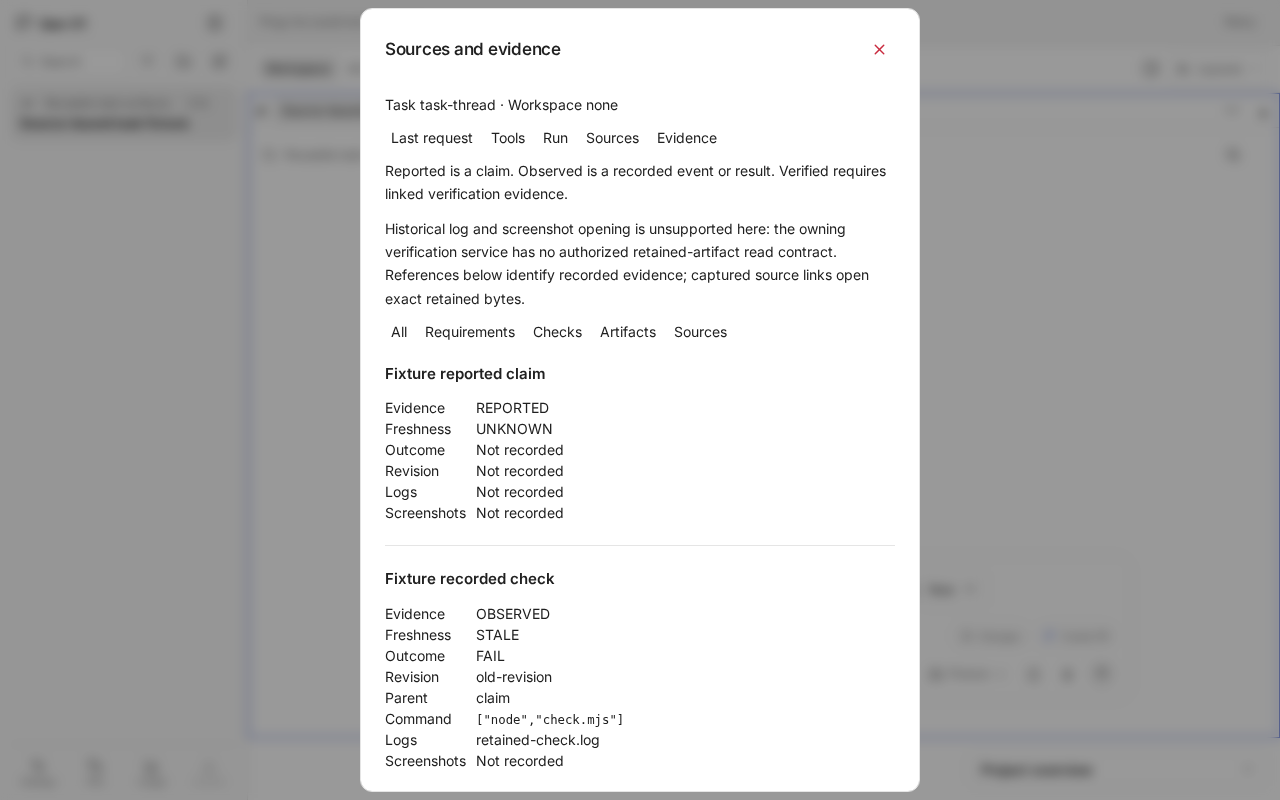 Sources and evidence
Task task-thread · Workspace none
Last request Tools Run Sources Evidence
Reported is a claim. Observed is a recorded event or result. Verified requires
linked verification evidence.
Historical log and screenshot opening is unsupported here: the owning
verification service has no authorized retained-artifact read contract.
References below identify recorded evidence; captured source links open
exact retained bytes.
All Requirements Checks Artifacts Sources
Fixture reported claim
Evidence REPORTED
Freshness UNKNOWN
Outcome Not recorded
Revision Not recorded
Logs Not recorded
Screenshots Not recorded
Fixture recorded check
Evidence OBSERVED
Freshness STALE
Outcome FAIL
Revision old-revision
Parent claim
Command ["node","check.mjs"]
Logs retained-check.log
Screenshots Not recorded
Project overview